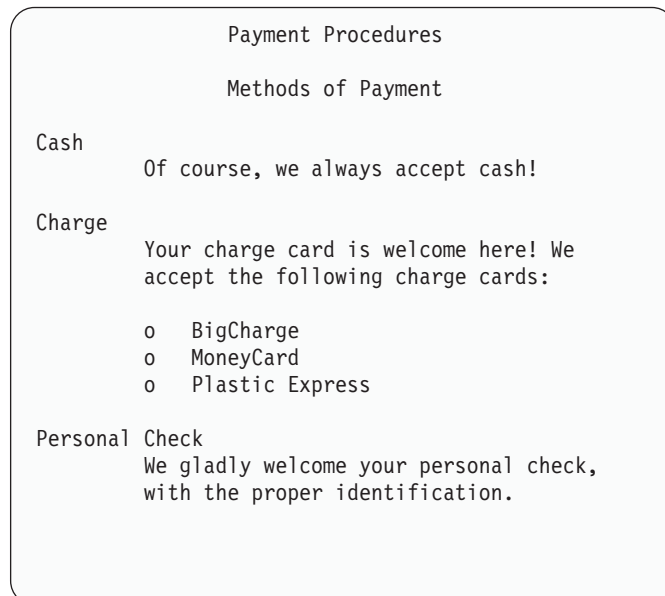 Payment Procedures
Methods of Payment
Cash
Of course, we always accept cash!
Charge
Your charge card is welcome here! We
accept the following charge cards:
o BigCharge
o MoneyCard
o Plastic Express
Personal Check
We gladly welcome your personal check,
with the proper identification.